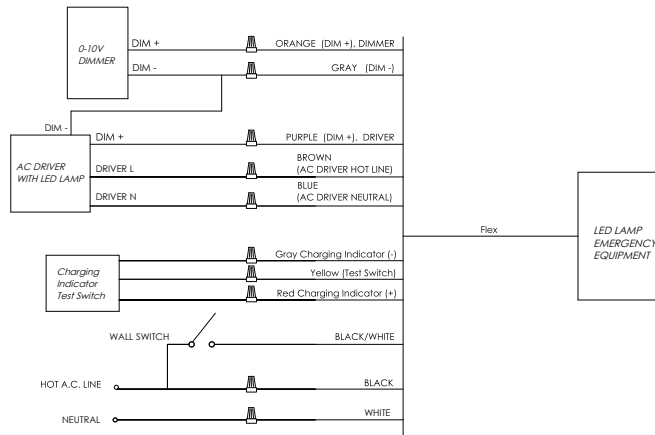 0-10V
DIMMER
DIM +
ORANGE (DIM +), DIMMER
DIM -
GRAY (DIM -)
DIM -
AC DRIVER
WITH LED LAMP
DIM +
PURPLE (DIM +), DRIVER
DRIVER L
BROWN
(AC DRIVER HOT LINE)
DRIVER N
BLUE
(AC DRIVER NEUTRAL)
Flex
LED LAMP
EMERGENCY
EQUIPMENT
Charging
Indicator
Test Switch
Gray Charging Indicator (-)
Yellow (Test Switch)
Red Charging Indicator (+)
WALL SWITCH
BLACK/WHITE
HOT A.C. LINE
BLACK
NEUTRAL
WHITE